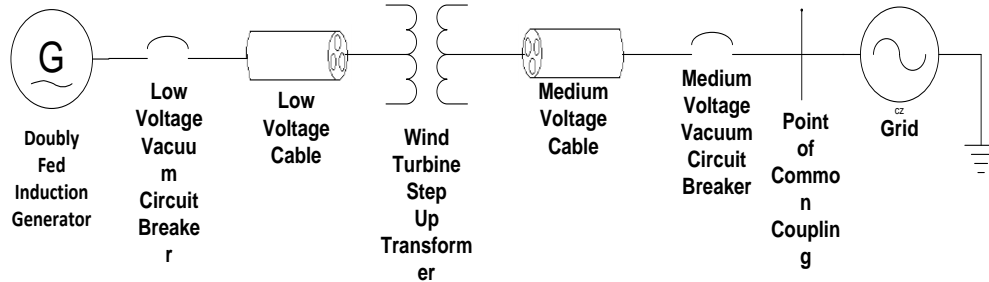 G
Doubly
Fed
Induction
Generator
Low
Voltage
Vacuu
m
Circuit
Breake
r
Low
Voltage
Cable
Wind
Turbine
Step
Up
Transform
er
Medium
Voltage
Cable
Medium
Voltage
Vacuum
Circuit
Breaker
Point
of
Commo
n
Couplin
g
cz
Grid